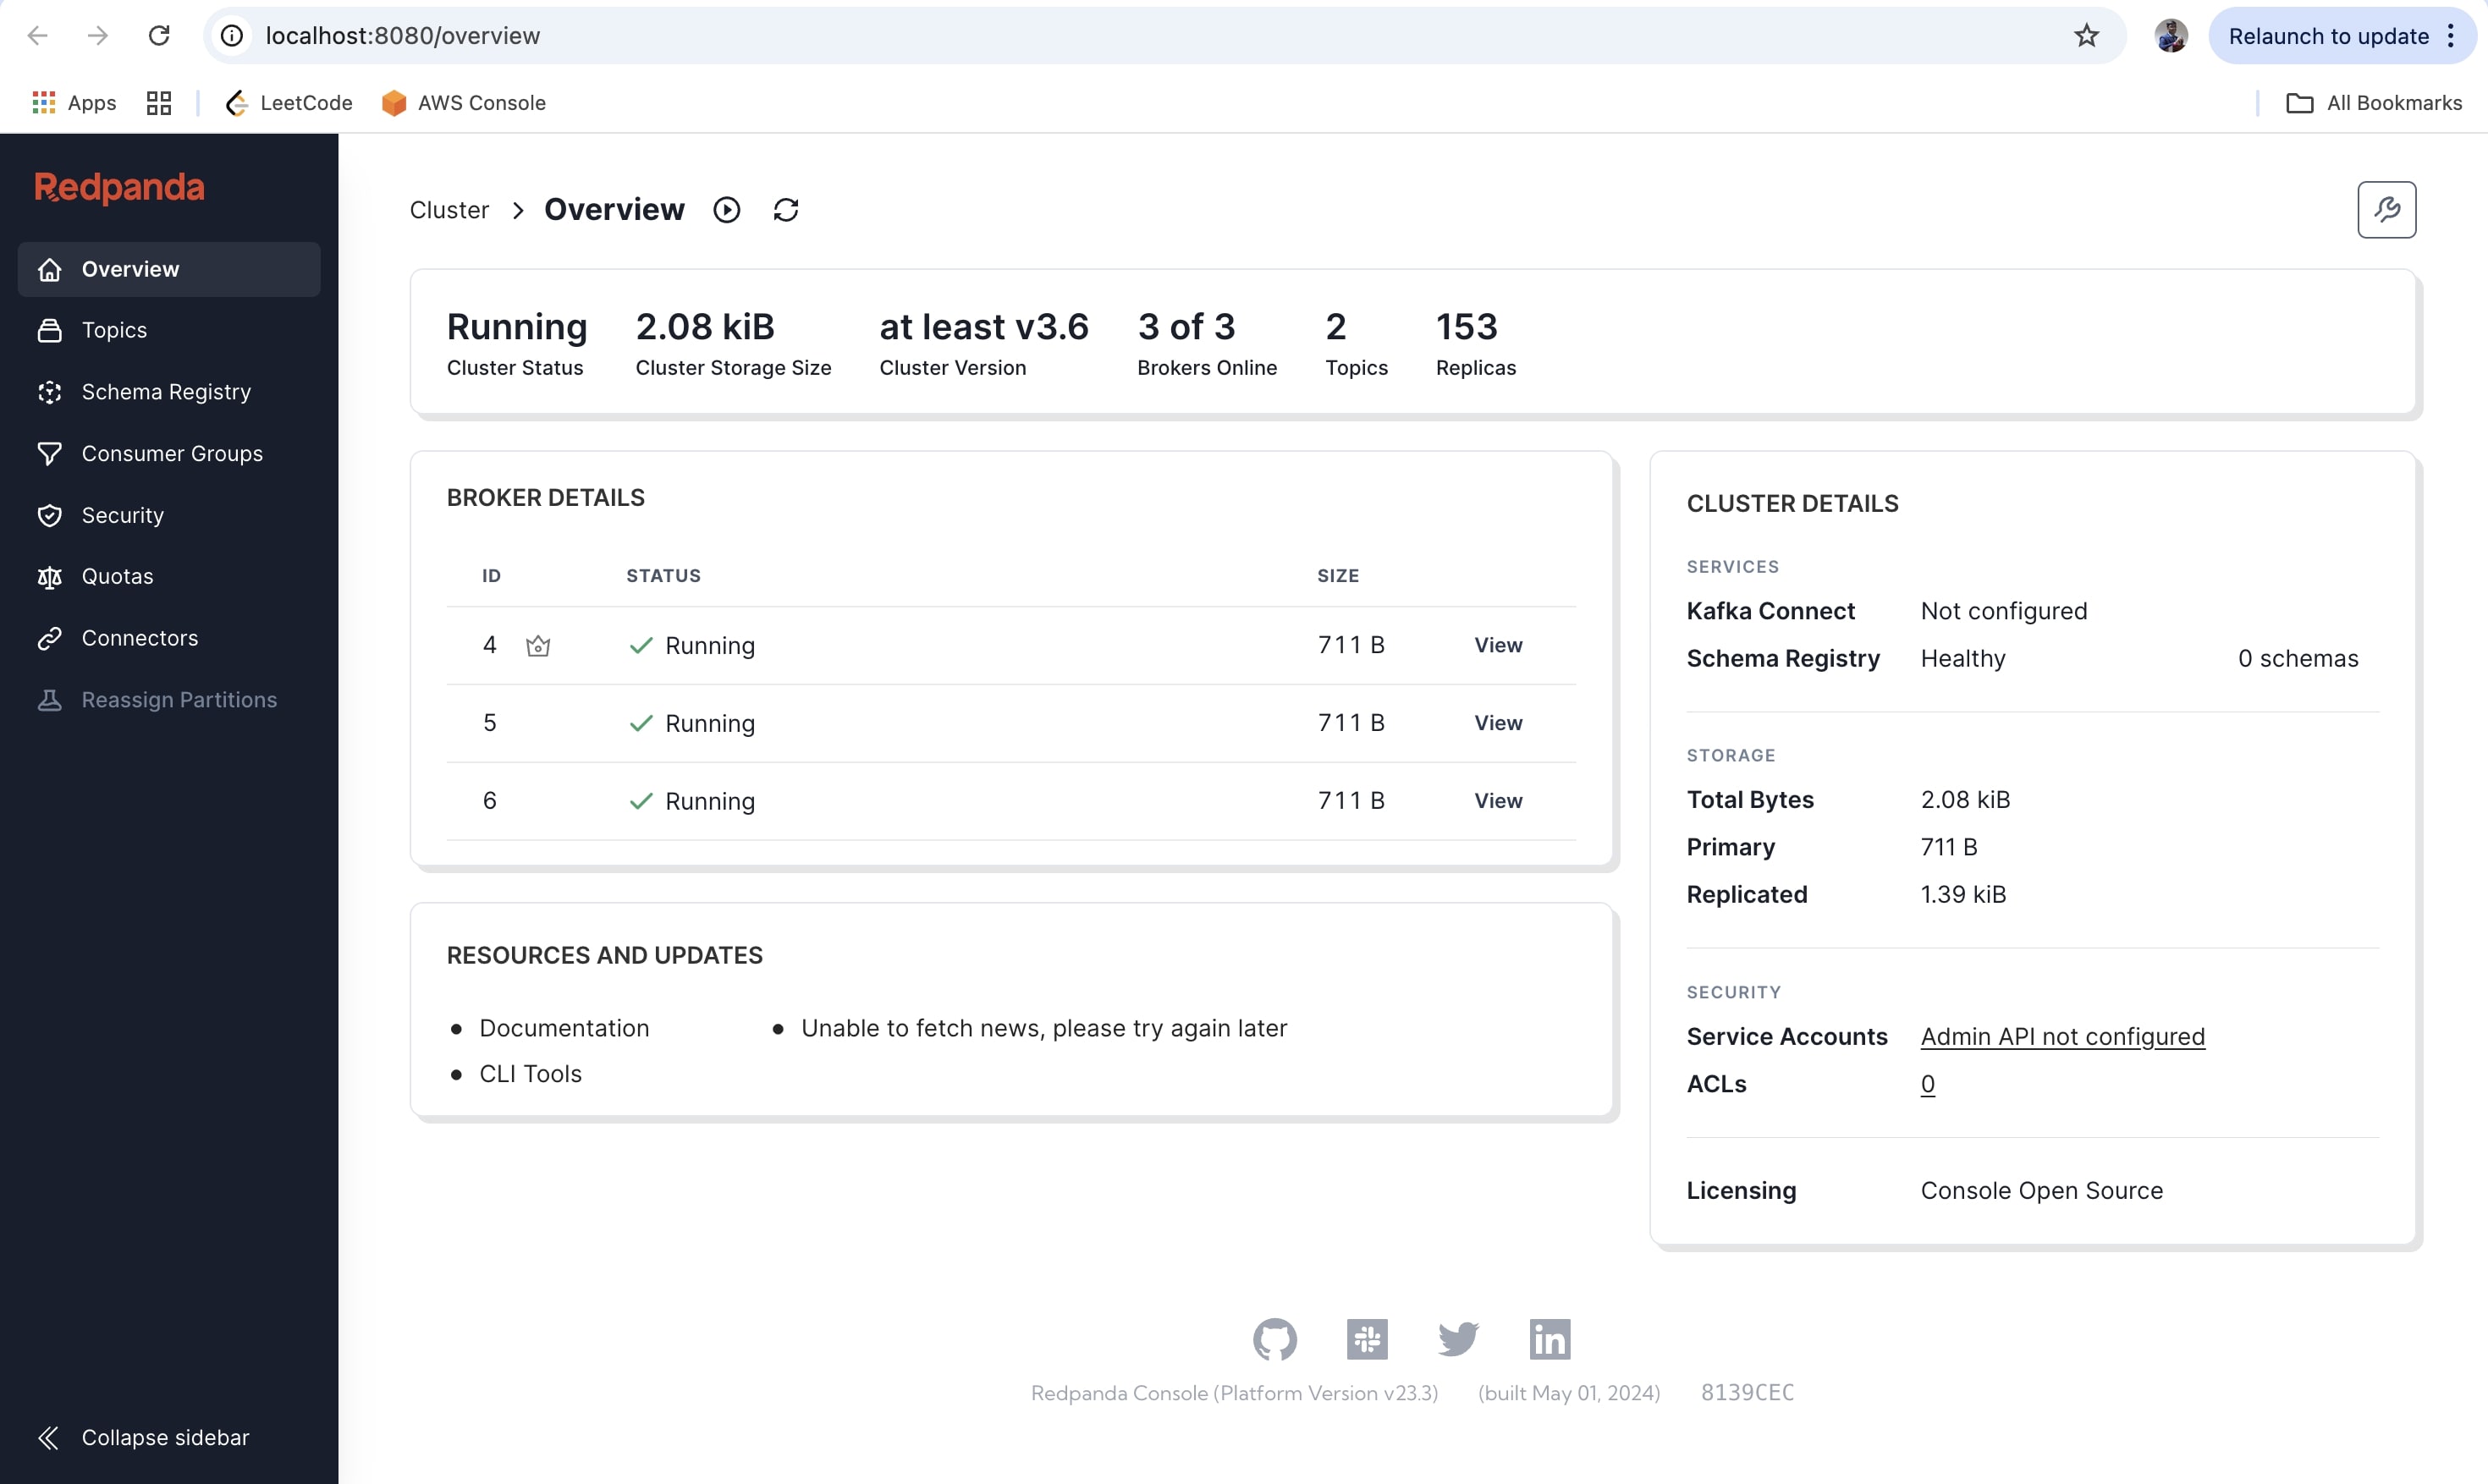 localhost:8080/overview
Relaunch to update
Apps
LeetCode
AWS Console
All Bookmarks
Redpanda
Overview
Topics
Schema Registry
Consumer Groups
Security
Quotas
Connectors
Reassign Partitions
Collapse sidebar
Cluster > Overview
Running 2.08 kiB at least v3.6 3 of 3 2 153
Cluster Status Cluster Storage Size Cluster Version Brokers Online Topics Replicas
BROKER DETAILS
ID STATUS SIZE
4 Running 711 B View
5 Running 711 B View
6 Running 711 B View
RESOURCES AND UPDATES
Documentation
CLI Tools
Unable to fetch news, please try again later
CLUSTER DETAILS
SERVICES
Kafka Connect Not configured
Schema Registry Healthy 0 schemas
STORAGE
Total Bytes 2.08 kiB
Primary 711 B
Replicated 1.39 kiB
SECURITY
Service Accounts Admin API not configured
ACLs 0
Licensing Console Open Source
in
Redpanda Console (Platform Version v23.3) (built May 01, 2024) 8139CEC